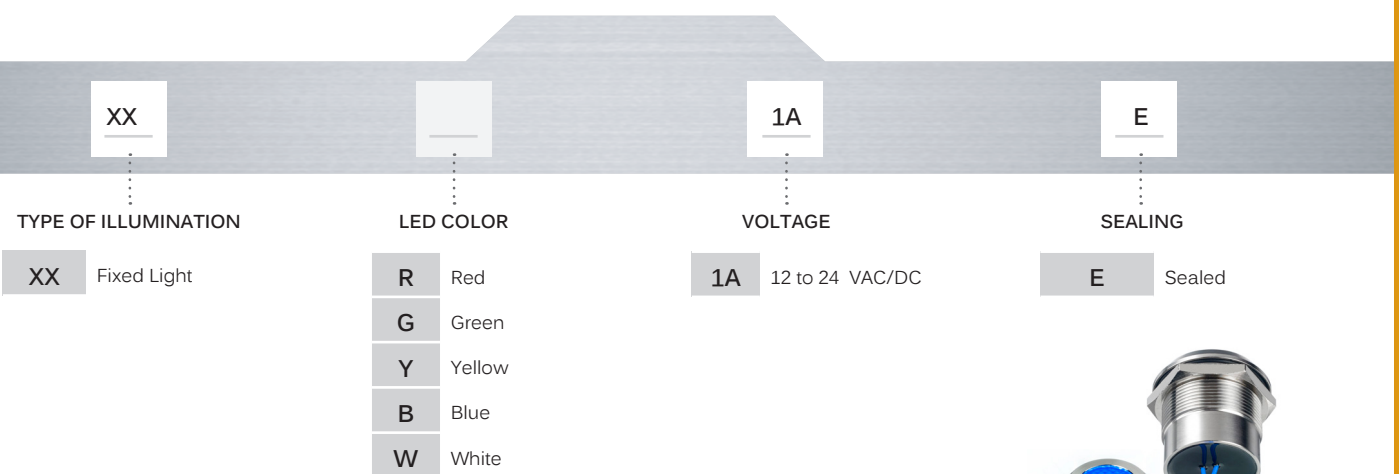 XX 1A E
TYPE OF ILLUMINATION LED COLOR VOLTAGE SEALING
XX Fixed Light R Red 1A 12 to 24 VAC/DC E Sealed
G Green
Y Yellow
B Blue
W White